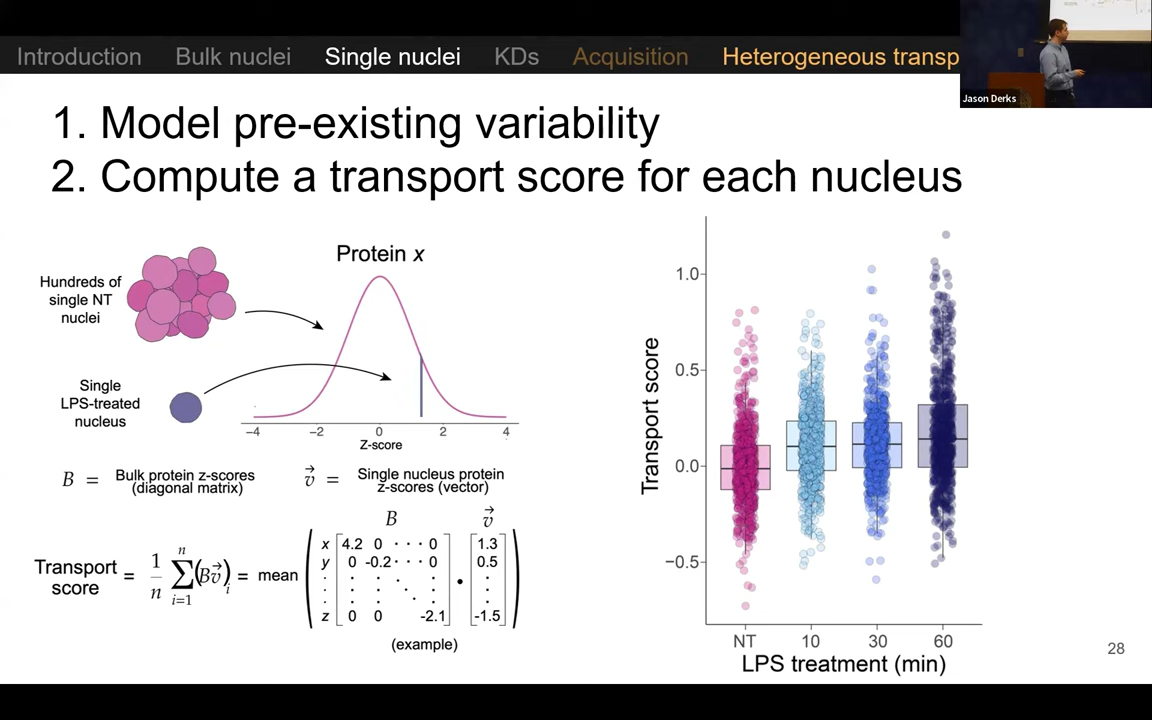 Introduction Bulk nuclei Single nuclei KDs Acquisition Heterogeneous transp
Jason Derks
1. Model pre-existing variability
2. Compute a transport score for each nucleus
Hundreds of
single NT
nuclei
Single
LPS-treated
nucleus
Protein x
−4 −2 0 2 4
Z-score
B = Bulk protein z-scores
(diagonal matrix)
v⃗ = Single nucleus protein
z-scores (vector)
B v⃗
Transport
score = 1/n n∑i=1 (Bv⃗)i = mean
x 4.2 0 · · · 0 1.3
y 0 -0.2 · · · 0 0.5
. . . . . .
. . . . . .
z 0 0 -2.1 -1.5
(example)
Transport score
1.0
0.5
0.0
−0.5
NT 10 30 60
LPS treatment (min)
28